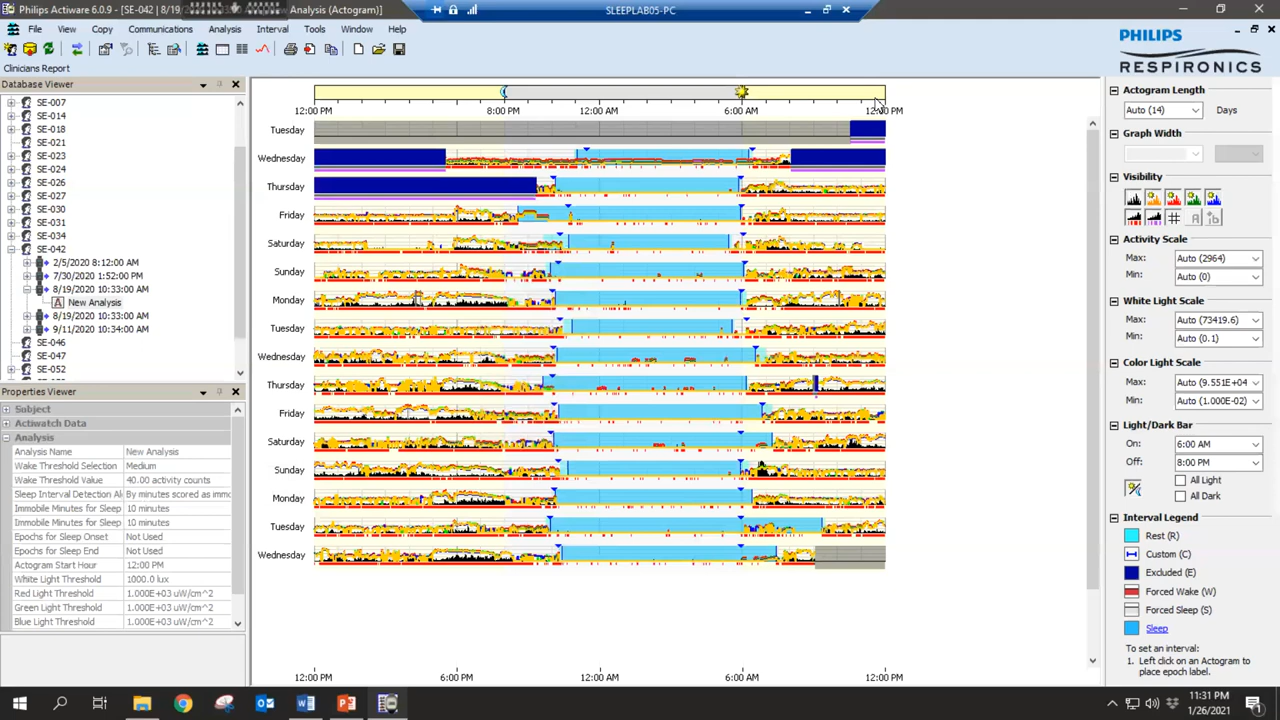 Philips Actiware 6.0.9 - [SE-042 / 8/19
Analysis (Actogram)]
SLEEPLAB05-PC
File View Copy Communications Analysis Interval Tools Window Help
Clinicians Report
PHILIPS
RESPIRONICS
Database Viewer
SE-007
SE-014
SE-018
SE-021
SE-023
SE-024
SE-026
SE-027
SE-030
SE-031
SE-034
SE-042
2/5/2020 8:12:00 AM
7/30/2020 1:52:00 PM
8/19/2020 10:33:00 AM
New Analysis
8/19/2020 10:33:00 AM
9/11/2020 10:34:00 AM
SE-046
SE-047
SE-052
Properties Viewer
Subject
Actiwatch Data
Analysis
Analysis Name New Analysis
Wake Threshold Selection Medium
Wake Threshold Value 40.00 activity counts
Sleep Interval Detection Al By minutes scored as immo
Immobile Minutes for Sleep 10 minutes
Immobile Minutes for Sleep 10 minutes
Epochs for Sleep Onset Not Used
Epochs for Sleep End Not Used
Actogram Start Hour 12:00 PM
White Light Threshold 1000.0 lux
Red Light Threshold 1.000E+03 uW/cm^2
Green Light Threshold 1.000E+03 uW/cm^2
Blue Light Threshold 1.000E+03 uW/cm^2
12:00 PM 8:00 PM 6:00 AM 12:00 PM
Tuesday
Wednesday
Thursday
Friday
Saturday
Sunday
Monday
Tuesday
Wednesday
Thursday
Friday
Saturday
Sunday
Monday
Tuesday
Wednesday
12:00 PM 6:00 PM 12:00 AM 6:00 AM 12:00 PM
Actogram Length
Auto (14) Days
Graph Width
Visibility
Activity Scale
Max: Auto (2964)
Min: Auto (0)
White Light Scale
Max: Auto (73419.6)
Min: Auto (0.1)
Color Light Scale
Max: Auto (9.551E+04
Min: Auto (1.000E-02)
Light/Dark Bar
On: 6:00 AM
Off: 8:00 PM
All Light
All Dark
Interval Legend
Rest (R)
Custom (C)
Excluded (E)
Forced Wake (W)
Forced Sleep (S)
Sleep
To set an interval:
1. Left click on an Actogram to
place epoch label.
11:31 PM
1/26/2021